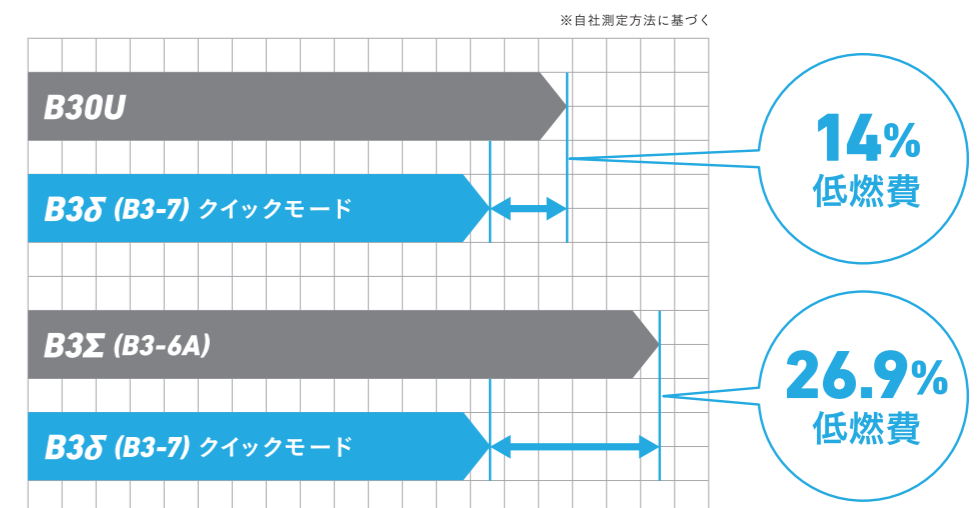 ※自社測定方法に基づく
B30U
B3δ (B3-7) クイックモード
14%
低燃費
B3Σ (B3-6A)
B3δ (B3-7) クイックモード
26.9%
低燃費